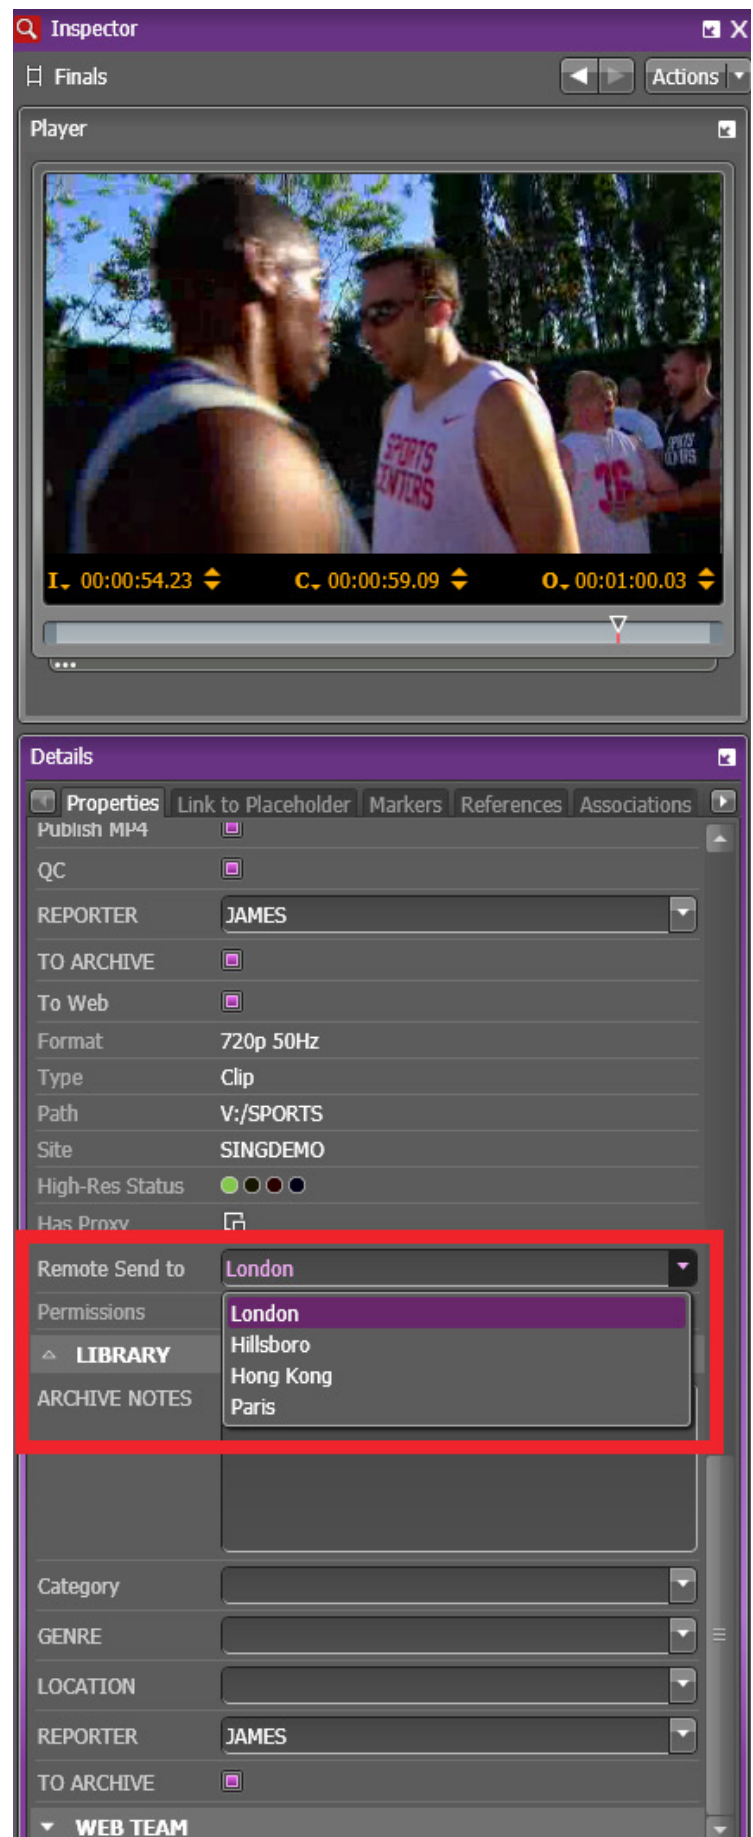 Inspector
Finals
Actions
Player
SPORTS
CENTERS
36
SPORTS
I 00:00:54.23 C 00:00:59.09 O 00:01:00.03
Details
Properties Link to Placeholder Markers References Associations
Publish MP4
QC
REPORTER JAMES
TO ARCHIVE
To Web
Format 720p 50Hz
Type Clip
Path V:/SPORTS
Site SINGDEMO
High-Res Status
Has Proxy
Remote Send to London
Permissions London
Hillsboro
LIBRARY
Hong Kong
ARCHIVE NOTES
Paris
Category
GENRE
LOCATION
REPORTER JAMES
TO ARCHIVE
WEB TEAM